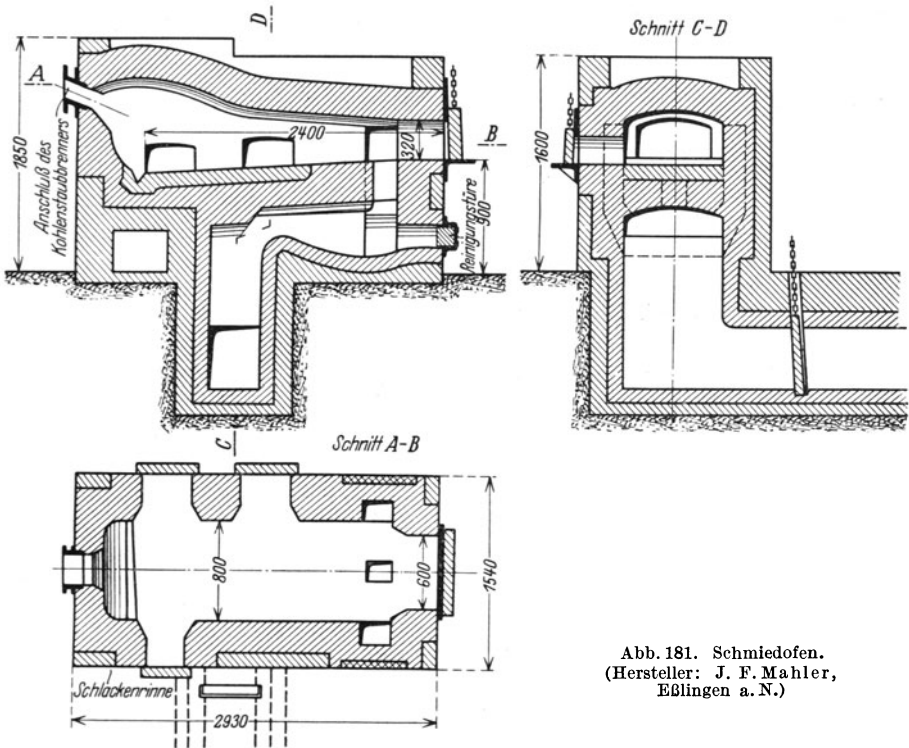 D
A
1850
Anschluß des
Kohlenstaubbrenners
2400
320
B
900
Reinigungstüre
Schnitt C-D
1600
C
Schnitt A-B
800
600
1540
Schlackenrinne
2930
Abb. 181. Schmiedofen.
(Hersteller: J. F. Mahler,
Eßlingen a. N.)